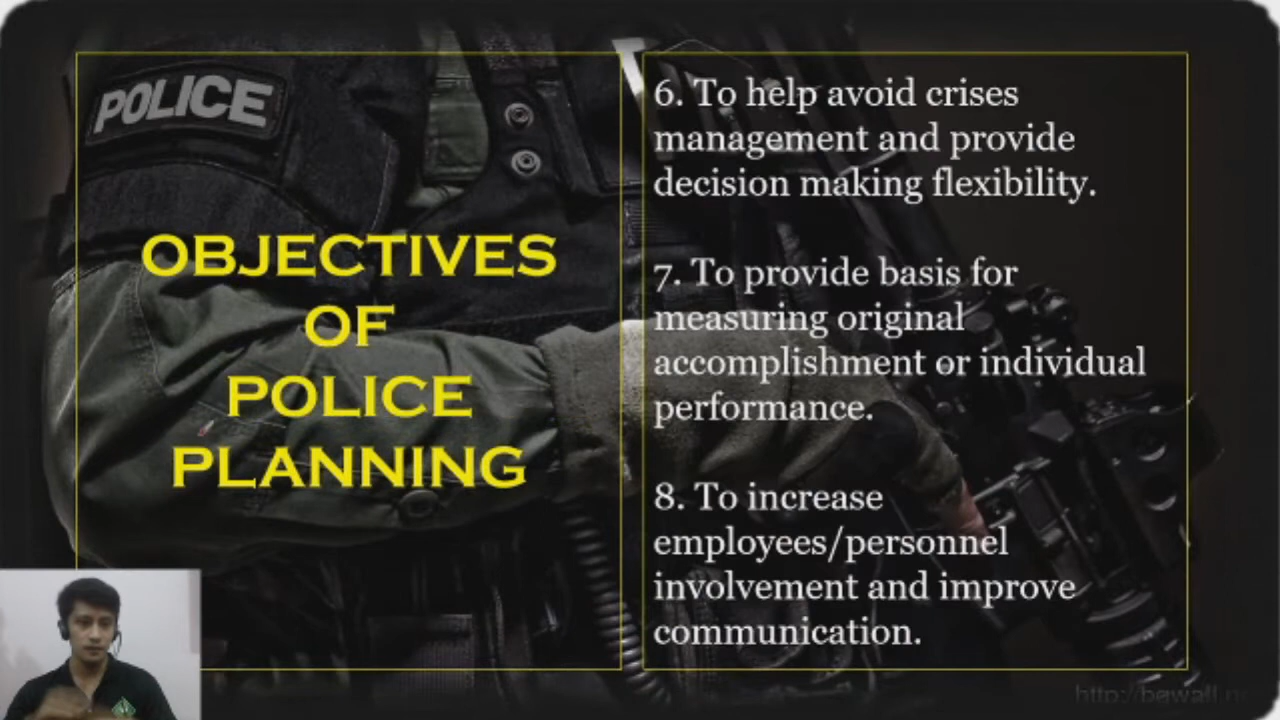 POLICE
OBJECTIVES
OF
POLICE
PLANNING
6. To help avoid crises
management and provide
decision making flexibility.
7. To provide basis for
measuring original
accomplishment or individual
performance.
8. To increase
employees/personnel
involvement and improve
communication.